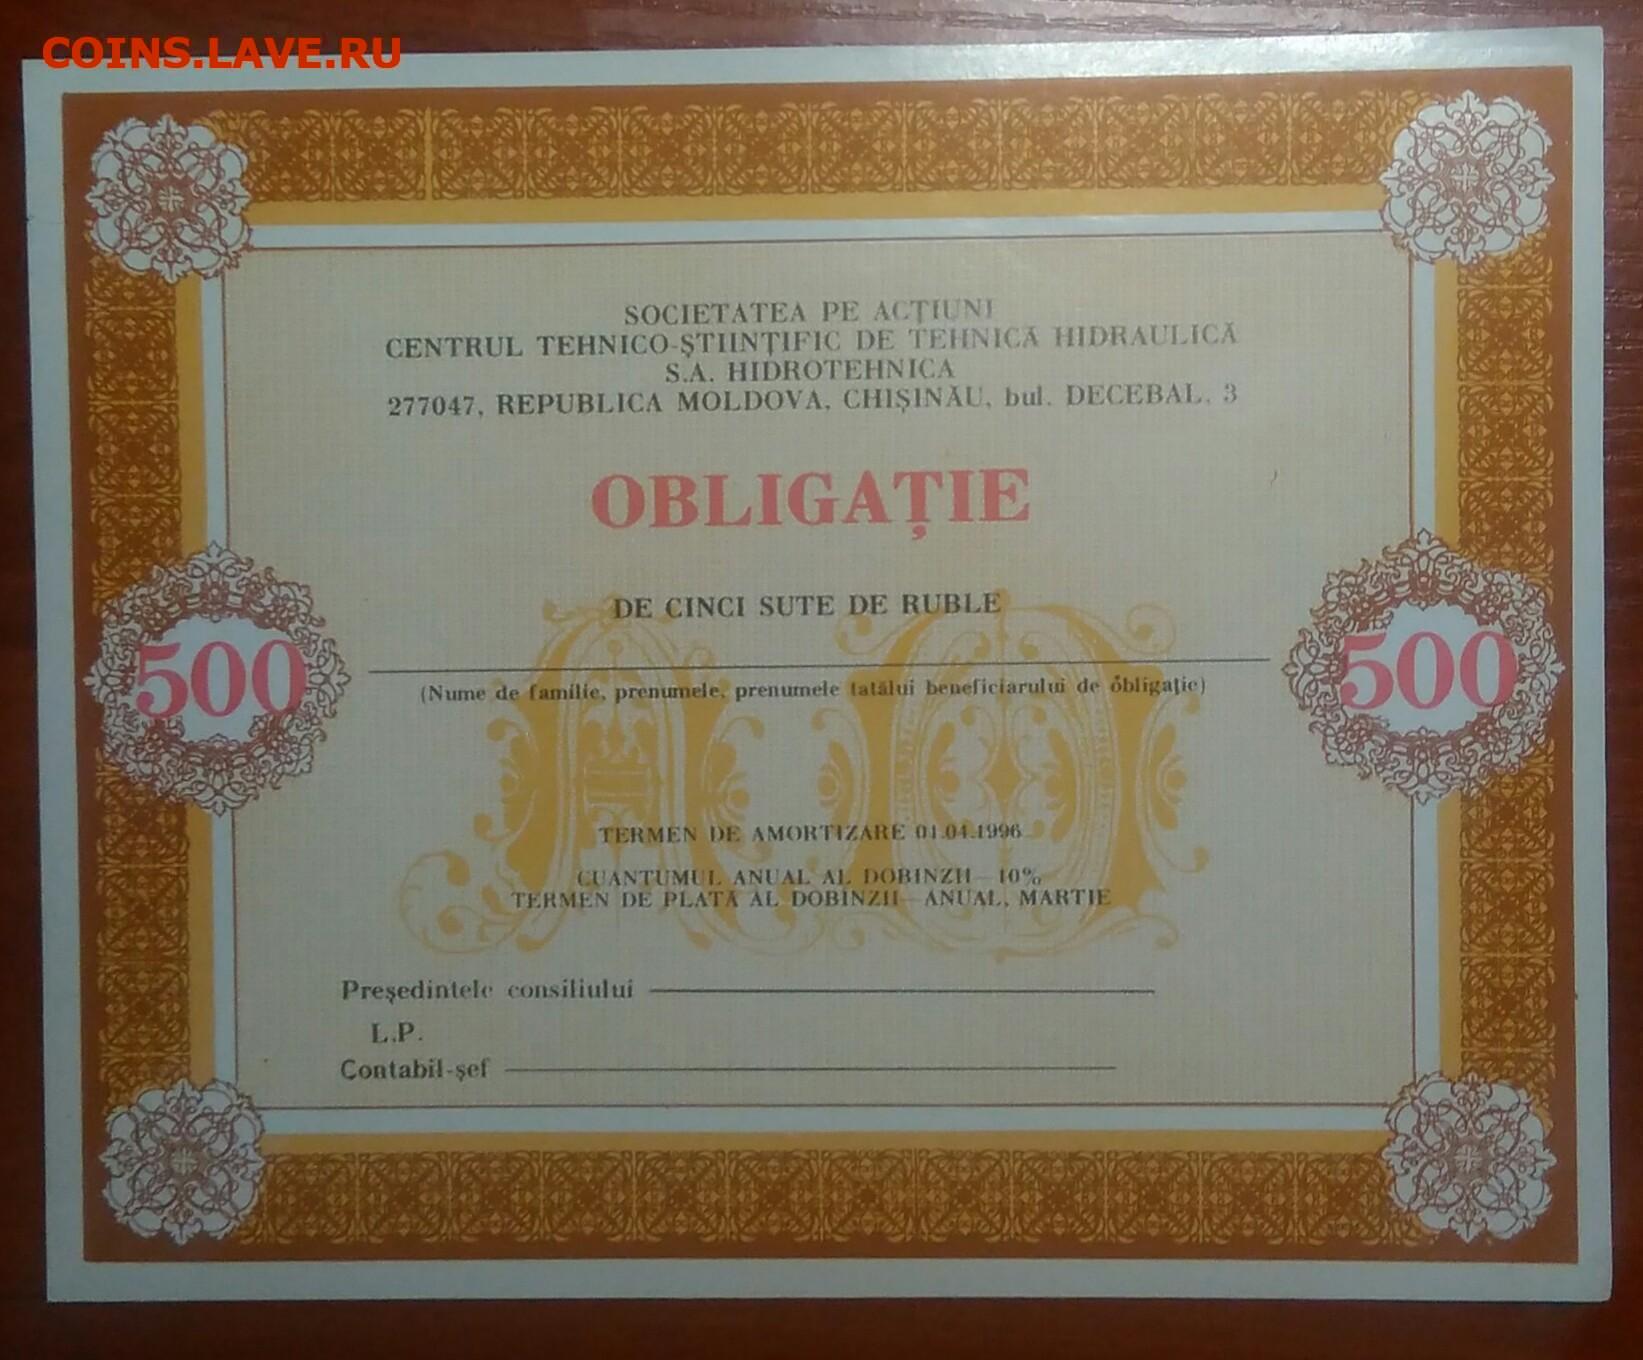 COINS.LAVE.RU
SOCIETATEA PE ACȚIUNI
CENTRUL TEHNICO-ȘTIINȚIFIC DE TEHNICĂ HIDRAULICĂ
S.A. HIDROTEHNICA
277047, REPUBLICA MOLDOVA, CHIȘINĂU, bul. DECEBAL, 3
OBLIGAȚIE
DE CINCI SUTE DE RUBLE
500
500
(Nume de familie, prenumele, prenumele tatălui beneficiarului de obligație)
TERMEN DE AMORTIZARE 01.04.1996
CUANTUMUL ANUAL AL DOBÎNZII—10%
TERMEN DE PLATĂ AL DOBÎNZII—ANUAL, MARTIE
Președintele consiliului
L.P.
Contabil-șef